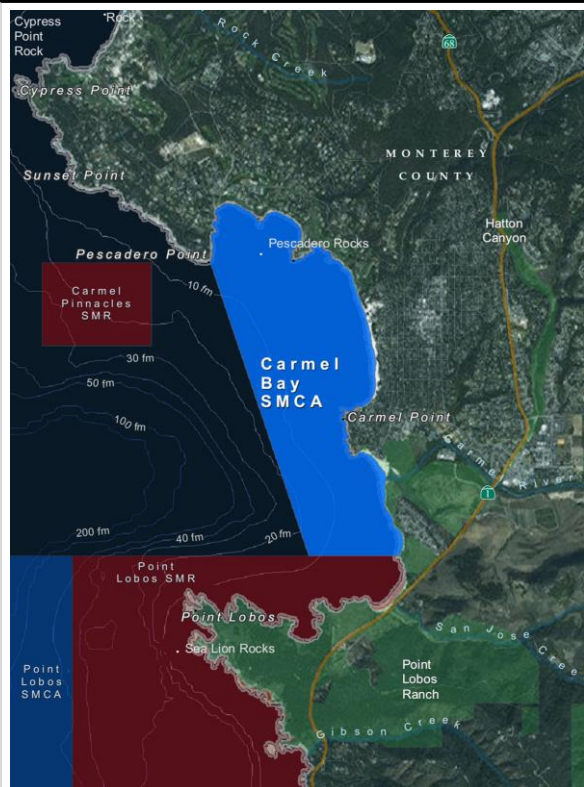 Cypress
Point
Rock
Rock
Rock Creek
68
Cypress Point
MONTEREY
COUNTY
Sunset Point
Hatton
Canyon
Pescadero Rocks
Pescadero Point
Carmel
Pinnacles
SMR
10 fm
30 fm
50 fm
100 fm
Carmel
Bay
SMCA
Carmel Point
Carmel River
1
200 fm
40 fm
20 fm
Point
Lobos SMR
Point Lobos
Sea Lion Rocks
San Jose Cree
Point
Lobos
SMCA
Point
Lobos
Ranch
Gibson Creek